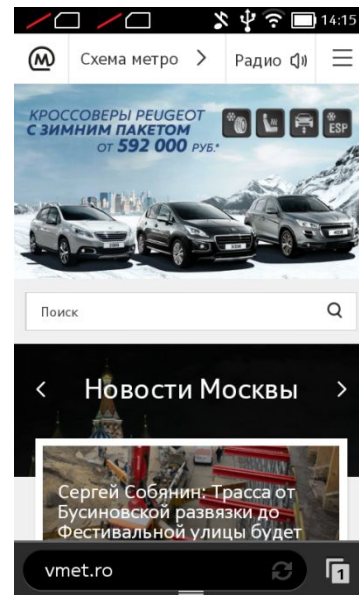 14:15
М
Схема метро
Радио
КРОССОВЕРЫ PEUGEOT
С ЗИМНИМ ПАКЕТОМ
ОТ 592 000 РУБ.*
ESP
Поиск
Новости Москвы
Сергей Собянин: Трасса от
Бусиновской развязки до
Фестивальной улицы будет
vmet.ro
1